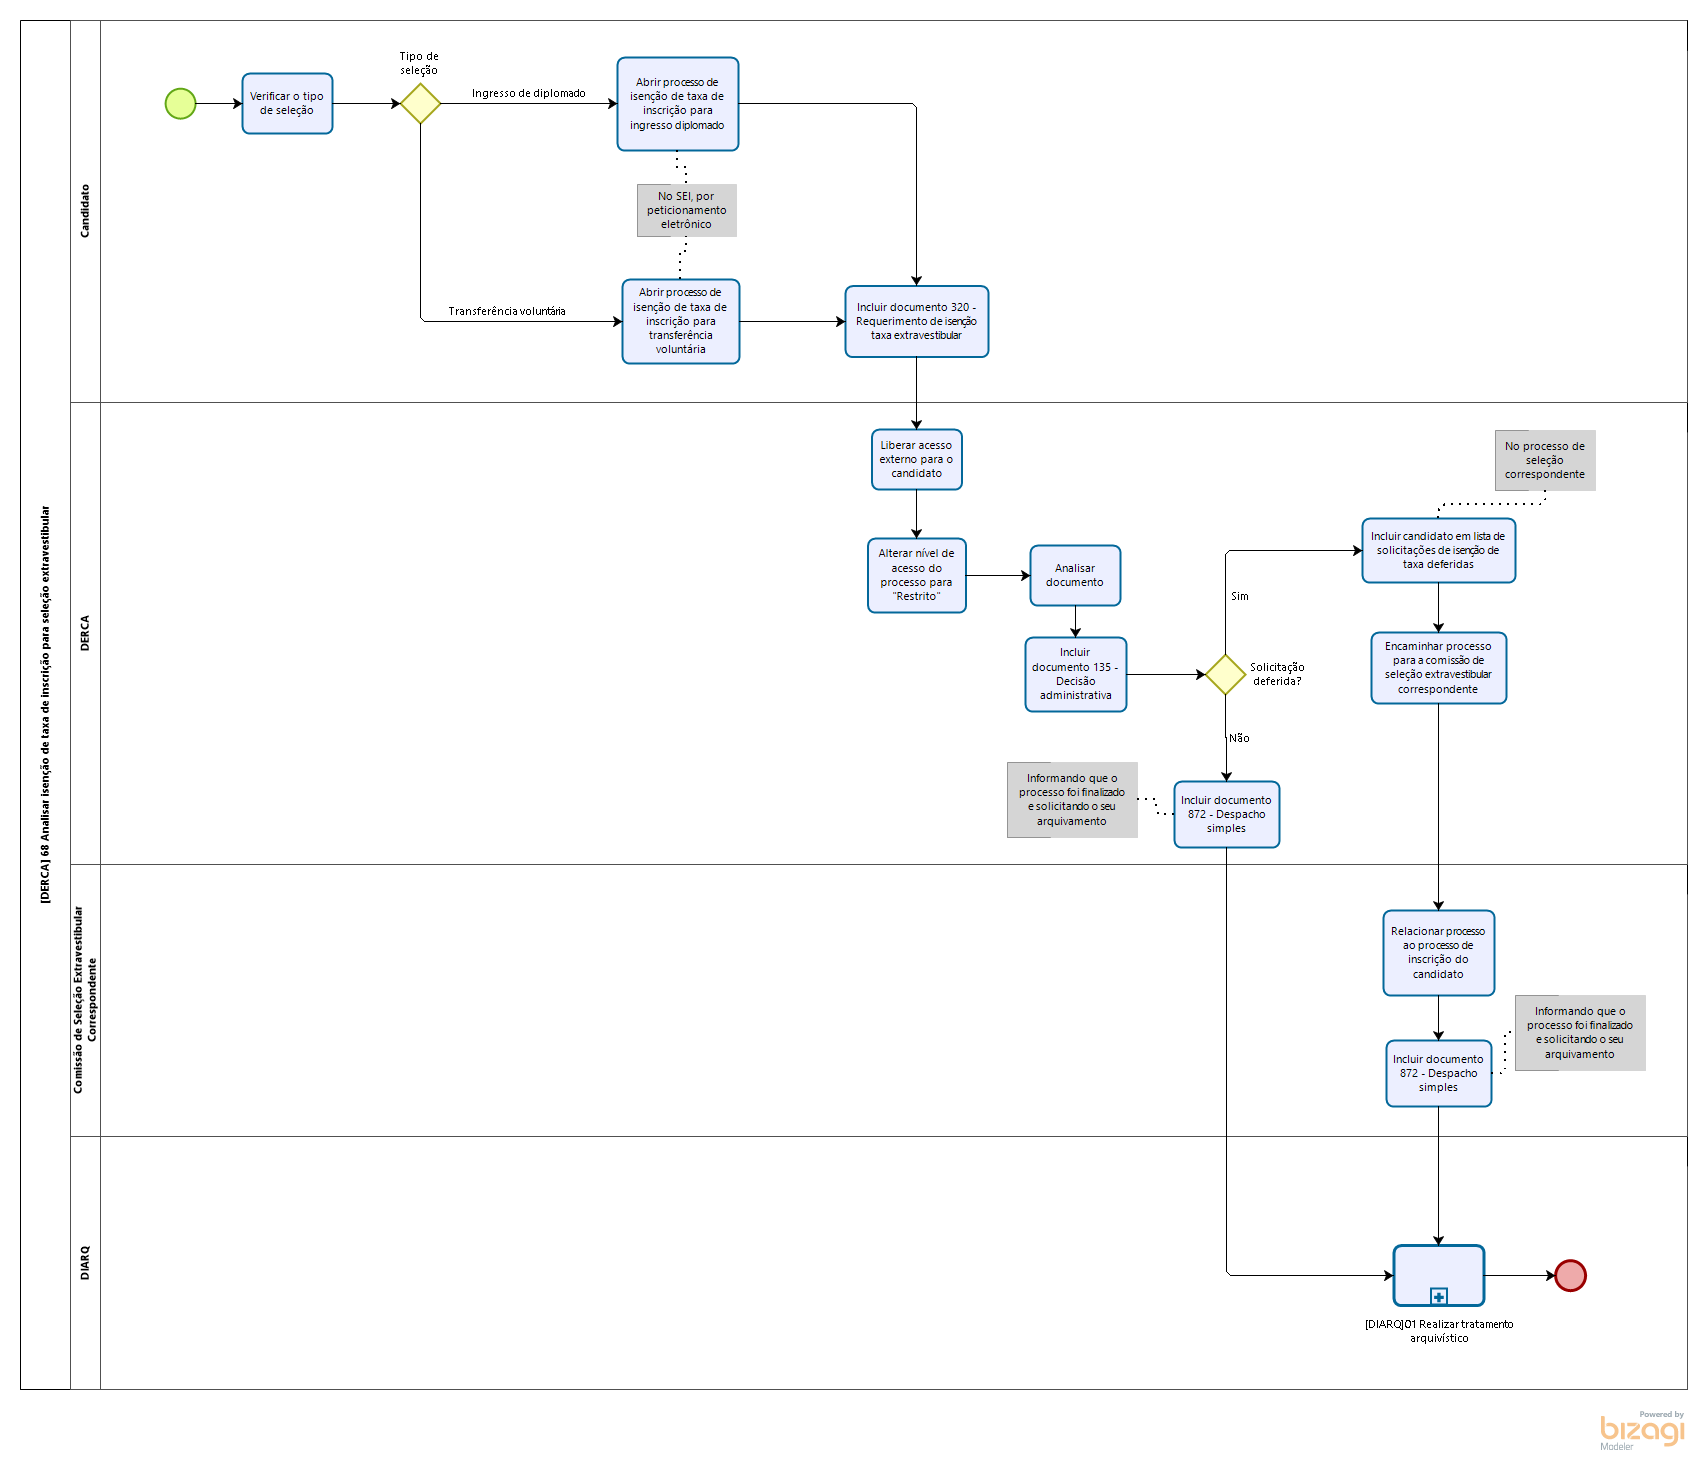 [DERCA] 68 Analisar isenção de taxa de inscrição para seleção extravestibular
Candidato
Verificar o tipo
de seleção
Tipo de
seleção
Ingresso de diplomado
Abrir processo de
isenção de taxa de
inscrição para
ingresso diplomado
No SEI, por
peticionamento
eletrônico
Transferência voluntária
Abrir processo de
isenção de taxa de
inscrição para
transferência
voluntária
Incluir documento 320 -
Requerimento de isenção
taxa extravestibular
DERCA
Liberar acesso
externo para o
candidato
Alterar nível de
acesso do
processo para
"Restrito"
Analisar
documento
Incluir
documento 135 -
Decisão
administrativa
Solicitação
deferida?
Sim
Não
No processo de
seleção
correspondente
Incluir candidato em lista de
solicitações de isenção de
taxa deferidas
Encaminhar processo
para a comissão de
seleção extravestibular
correspondente
Informando que o
processo foi finalizado
e solicitando o seu
arquivamento
Incluir documento
872 - Despacho
simples
Comissão de Seleção Extravestibular
Correspondente
Relacionar processo
ao processo de
inscrição do
candidato
Informando que o
processo foi finalizado
e solicitando o seu
arquivamento
Incluir documento
872 - Despacho
simples
DIARQ
[DIARQ]01 Realizar tratamento
arquivístico
Powered by
bizagi
Modeler